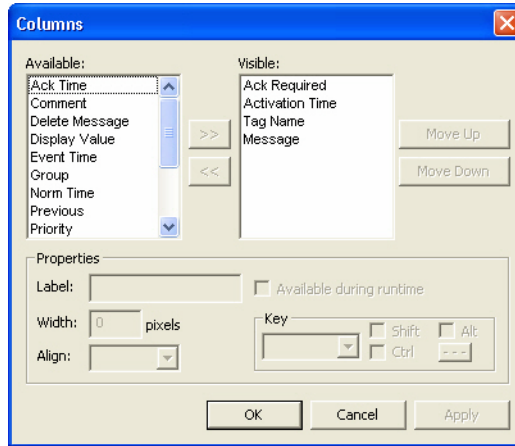 Columns
Available:
Ack Time
Comment
Delete Message
Display Value
Event Time
Group
Norm Time
Previous
Priority
>>
<<
Visible:
Ack Required
Activation Time
Tag Name
Message
Move Up
Move Down
Properties
Label:
Available during runtime
Width: 0 pixels
Align:
Key
Shift Alt
Ctrl ---
OK Cancel Apply